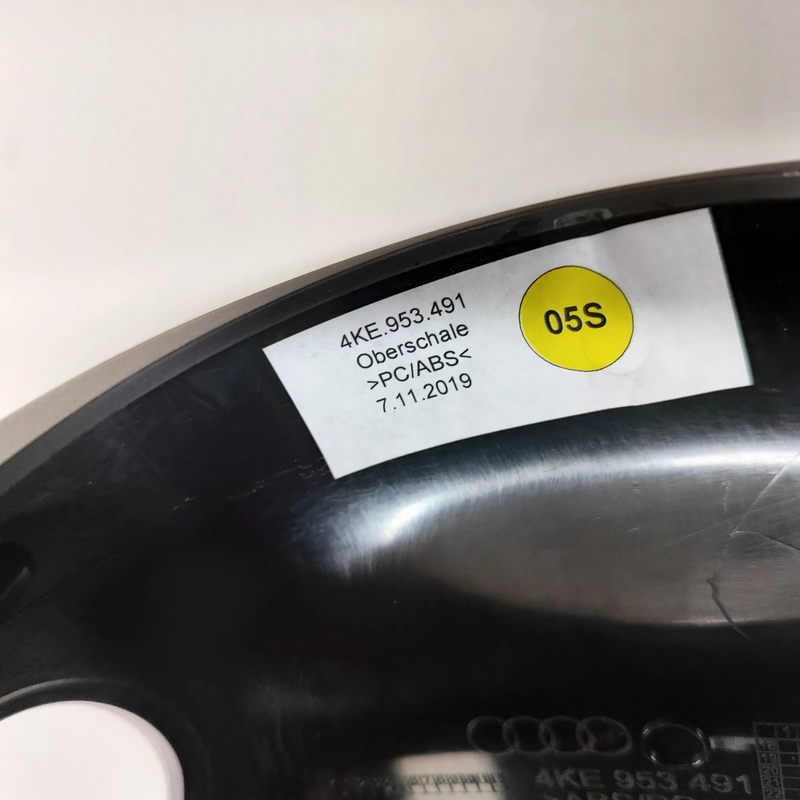 4KE.953.491
Oberschale
>PC/ABS<
7.11.2019
05S
4KE 953 491